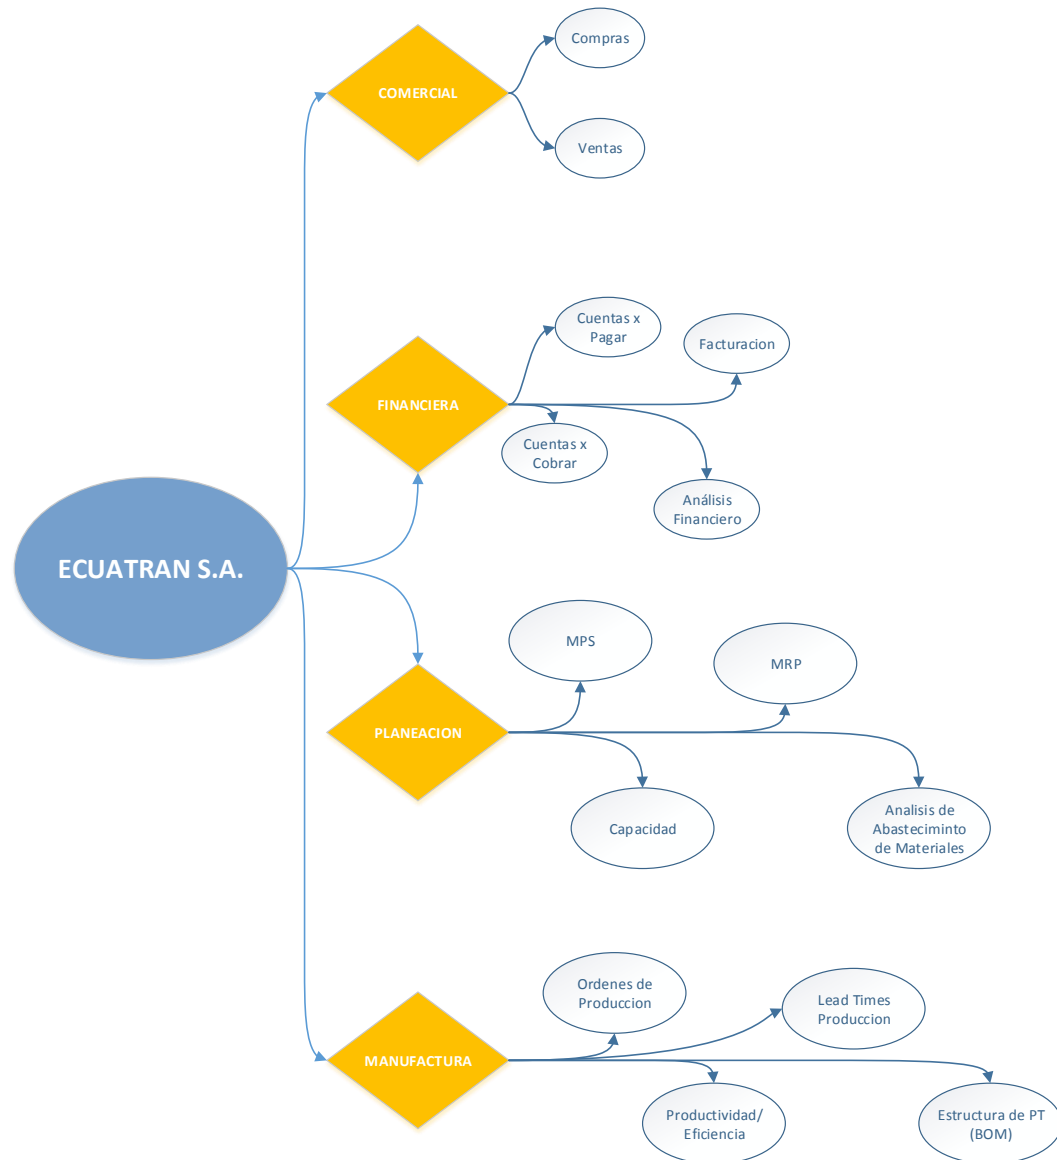 COMERCIAL
Compras
Ventas
FINANCIERA
Cuentas x
Pagar
Facturacion
Cuentas x
Cobrar
Análisis
Financiero
ECUATRAN S.A.
PLANEACION
MPS
MRP
Capacidad
Analisis de
Abasteciminto
de Materiales
MANUFACTURA
Ordenes de
Produccion
Lead Times
Produccion
Productividad/
Eficiencia
Estructura de PT
(BOM)